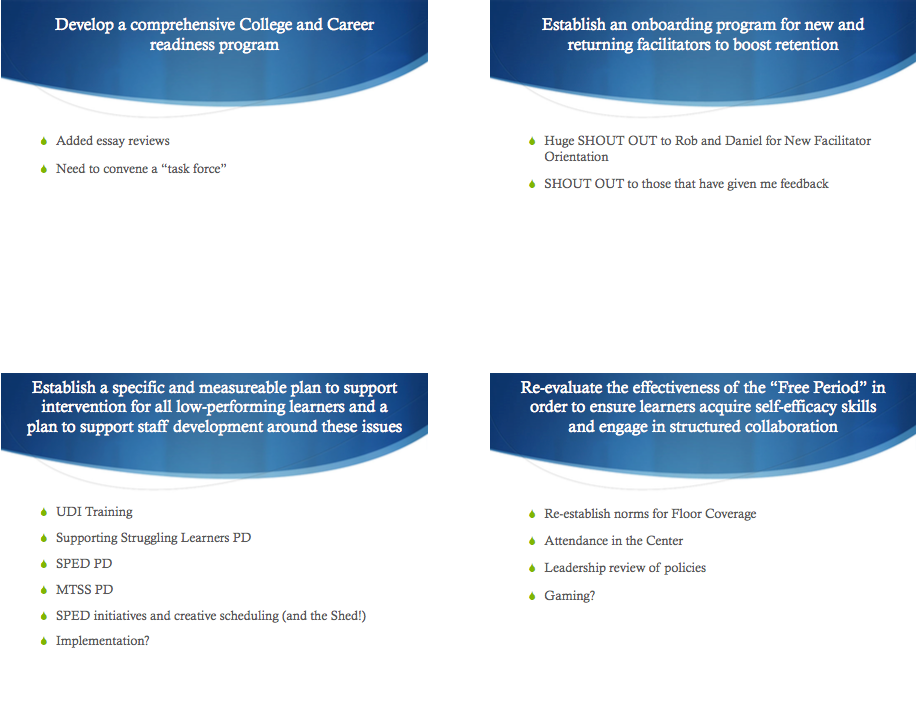 Develop a comprehensive College and Career
readiness program
Added essay reviews
Need to convene a “task force”
Establish an onboarding program for new and
returning facilitators to boost retention
Huge SHOUT OUT to Rob and Daniel for New Facilitator
Orientation
SHOUT OUT to those that have given me feedback
Establish a specific and measureable plan to support
intervention for all low-performing learners and a
plan to support staff development around these issues
UDI Training
Supporting Struggling Learners PD
SPED PD
MTSS PD
SPED initiatives and creative scheduling (and the Shed!)
Implementation?
Re-evaluate the effectiveness of the “Free Period” in
order to ensure learners acquire self-efficacy skills
and engage in structured collaboration
Re-establish norms for Floor Coverage
Attendance in the Center
Leadership review of policies
Gaming?